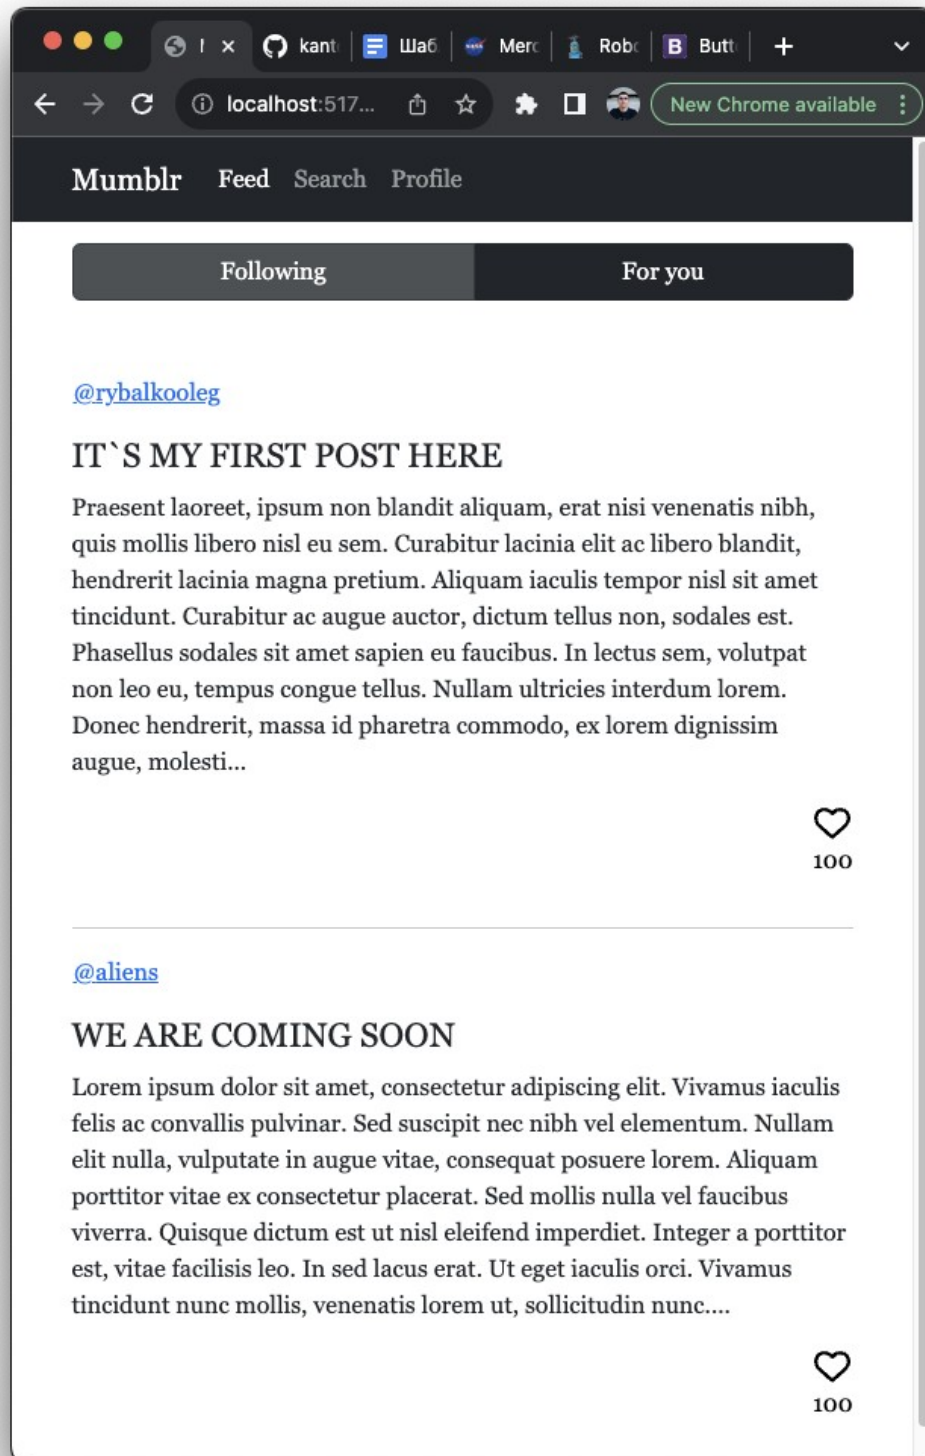 kant
Шаб
Merc
Rob
Butt
localhost:517...
New Chrome available
Mumblr Feed Search Profile
Following For you
@rybalkooleg
IT`S MY FIRST POST HERE
Praesent laoreet, ipsum non blandit aliquam, erat nisi venenatis nibh,
quis mollis libero nisl eu sem. Curabitur lacinia elit ac libero blandit,
hendrerit lacinia magna pretium. Aliquam iaculis tempor nisl sit amet
tincidunt. Curabitur ac augue auctor, dictum tellus non, sodales est.
Phasellus sodales sit amet sapien eu faucibus. In lectus sem, volutpat
non leo eu, tempus congue tellus. Nullam ultricies interdum lorem.
Donec hendrerit, massa id pharetra commodo, ex lorem dignissim
augue, molesti...
100
@aliens
WE ARE COMING SOON
Lorem ipsum dolor sit amet, consectetur adipiscing elit. Vivamus iaculis
felis ac convallis pulvinar. Sed suscipit nec nibh vel elementum. Nullam
elit nulla, vulputate in augue vitae, consequat posuere lorem. Aliquam
porttitor vitae ex consectetur placerat. Sed mollis nulla vel faucibus
viverra. Quisque dictum est ut nisl eleifend imperdiet. Integer a porttitor
est, vitae facilisis leo. In sed lacus erat. Ut eget iaculis orci. Vivamus
tincidunt nunc mollis, venenatis lorem ut, sollicitudin nunc....
100